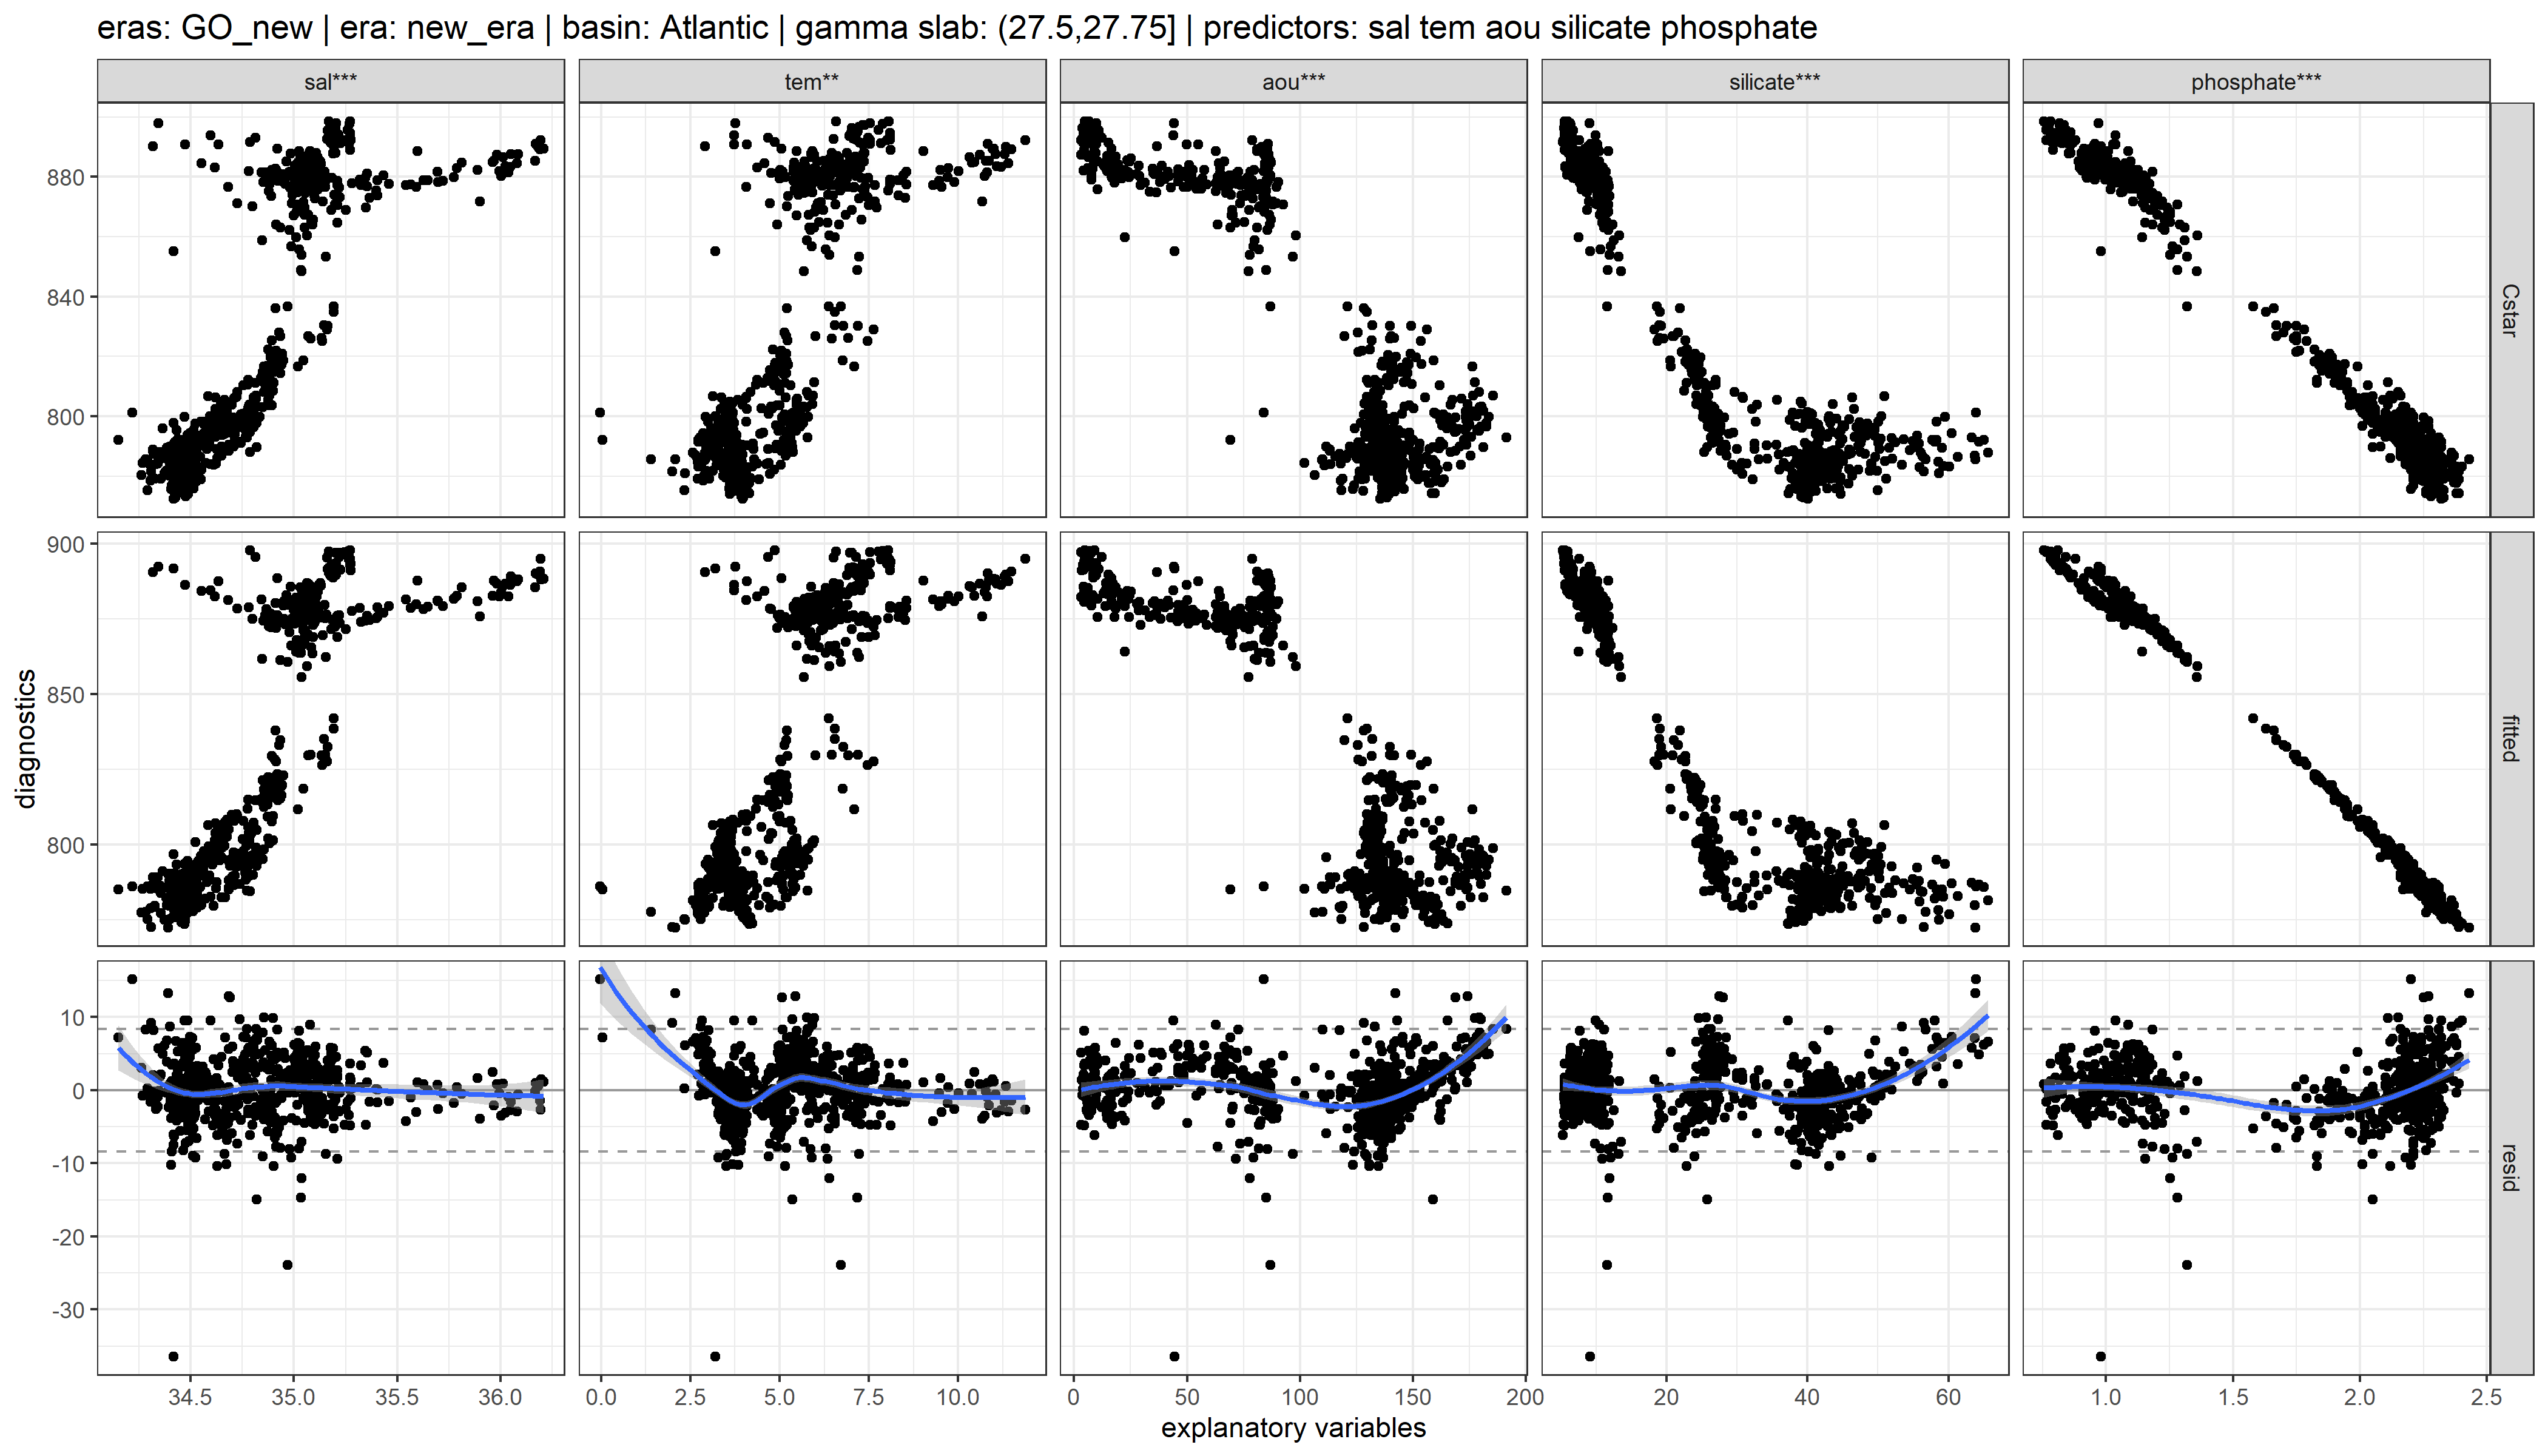 eras: GO_new | era: new_era | basin: Atlantic | gamma slab: (27.5,27.75] | predictors: sal tem aou silicate phosphate
sal*** tem** aou*** silicate*** phosphate***
880
840
800
Cstar
900
850
800
fitted
diagnostics
10
0
-10
-20
-30
resid
34.5 35.0 35.5 36.0 0.0 2.5 5.0 7.5 10.0 0 50 100 150 200 20 40 60 1.0 1.5 2.0 2.5
explanatory variables